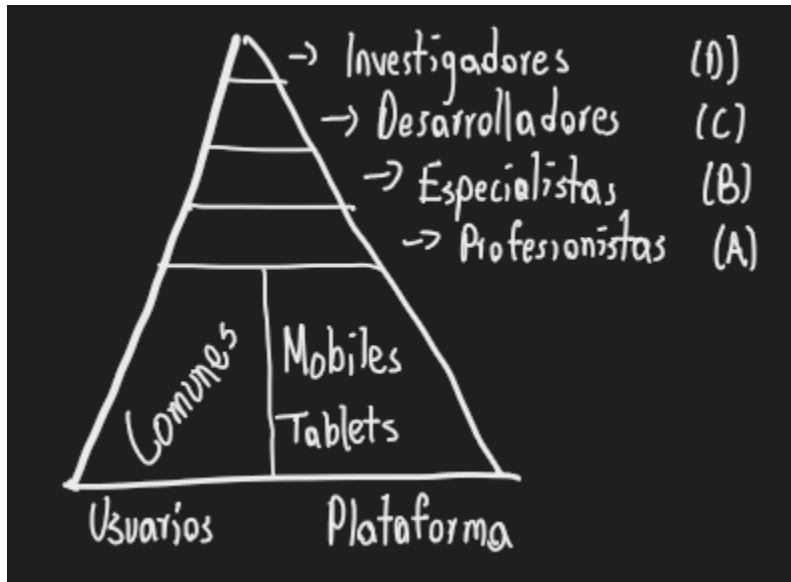 -> Investigadores (D)
-> Desarrolladores (C)
-> Especialistas (B)
-> Profesionistas (A)
Comunes
Mobiles
Tablets
Usuarios Plataforma